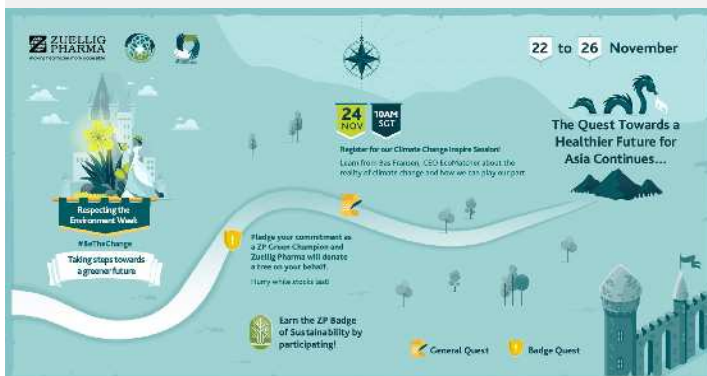 ZUELLIG
PHARMA
making healthcare more accessible
22 to 26 November
24
NOV
10AM
SGT
Register for our Climate Change Inspire Session!
Learn from Bas Fransen, CEO EcoMatcher about the
reality of climate change and how we can play our part
The Quest Towards a
Healthier Future for
Asia Continues...
Respecting the
Environment Week
#BeTheChange
Taking steps towards
a greener future
Pledge your commitment as
a ZP Green Champion and
Zuellig Pharma will donate
a tree on your behalf.
Hurry while stocks last!
Earn the ZP Badge
of Sustainability by
participating!
General Quest
Badge Quest